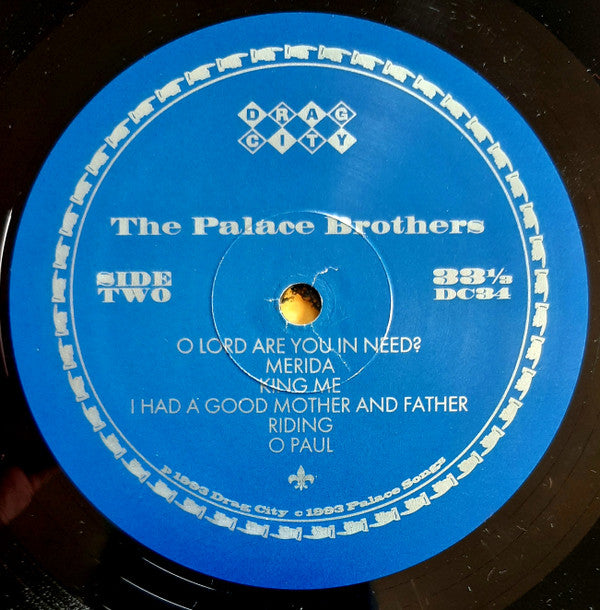 DRAG
CITY
The Palace Brothers
SIDE
TWO
33⅓
DC34
O LORD ARE YOU IN NEED?
MERIDA
KING ME
I HAD A GOOD MOTHER AND FATHER
RIDING
O PAUL
℗ 1993 Drag City © 1993 Palace Songs